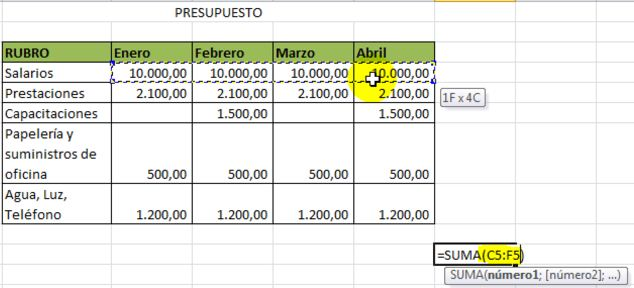 PRESUPUESTO
RUBRO Enero Febrero Marzo Abril
Salarios 10.000,00 10.000,00 10.000,00 10.000,00
Prestaciones 2.100,00 2.100,00 2.100,00 2.100,00
1F x 4C
Capacitaciones 1.500,00 1.500,00
Papelería y
suministros de
oficina 500,00 500,00 500,00 500,00
Agua, Luz,
Teléfono 1.200,00 1.200,00 1.200,00 1.200,00
=SUMA(C5:F5)
SUMA(número1; [número2]; ...)